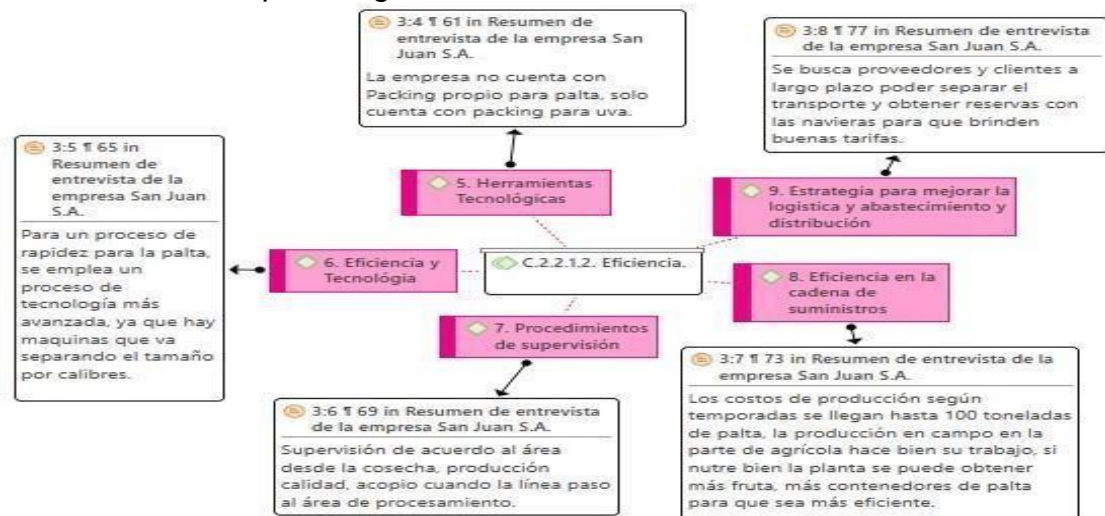 3:4 ¶ 61 in Resumen de
entrevista de la empresa San
Juan S.A.
La empresa no cuenta con
Packing propio para palta, solo
cuenta con packing para uva.
3:8 ¶ 77 in Resumen de entrevista
de la empresa San Juan S.A.
Se busca proveedores y clientes a
largo plazo poder separar el
transporte y obtener reservas con
las navieras para que brinden
buenas tarifas.
3:5 ¶ 65 in
Resumen de
entrevista de la
empresa San Juan
S.A.
Para un proceso de
rapidez para la palta,
se emplea un
proceso de
tecnología más
avanzada, ya que hay
maquinas que va
separando el tamaño
por calibres.
5. Herramientas
Tecnológicas
9. Estrategia para mejorar la
logistica y abastecimiento y
distribución
6. Eficiencia y
Tecnológia
C.2.2.1.2. Eficiencia.
8. Eficiencia en la
cadena de
suministros
7. Procedimientos
de supervisión
3:6 ¶ 69 in Resumen de entrevista
de la empresa San Juan S.A.
Supervisión de acuerdo al área
desde la cosecha, producción
calidad, acopio cuando la línea paso
al área de procesamiento.
3:7 ¶ 73 in Resumen de entrevista de la
empresa San Juan S.A.
Los costos de producción según
temporadas se llegan hasta 100 toneladas
de palta, la producción en campo en la
parte de agrícola hace bien su trabajo, si
nutre bien la planta se puede obtener
más fruta, más contenedores de palta
para que sea más eficiente.